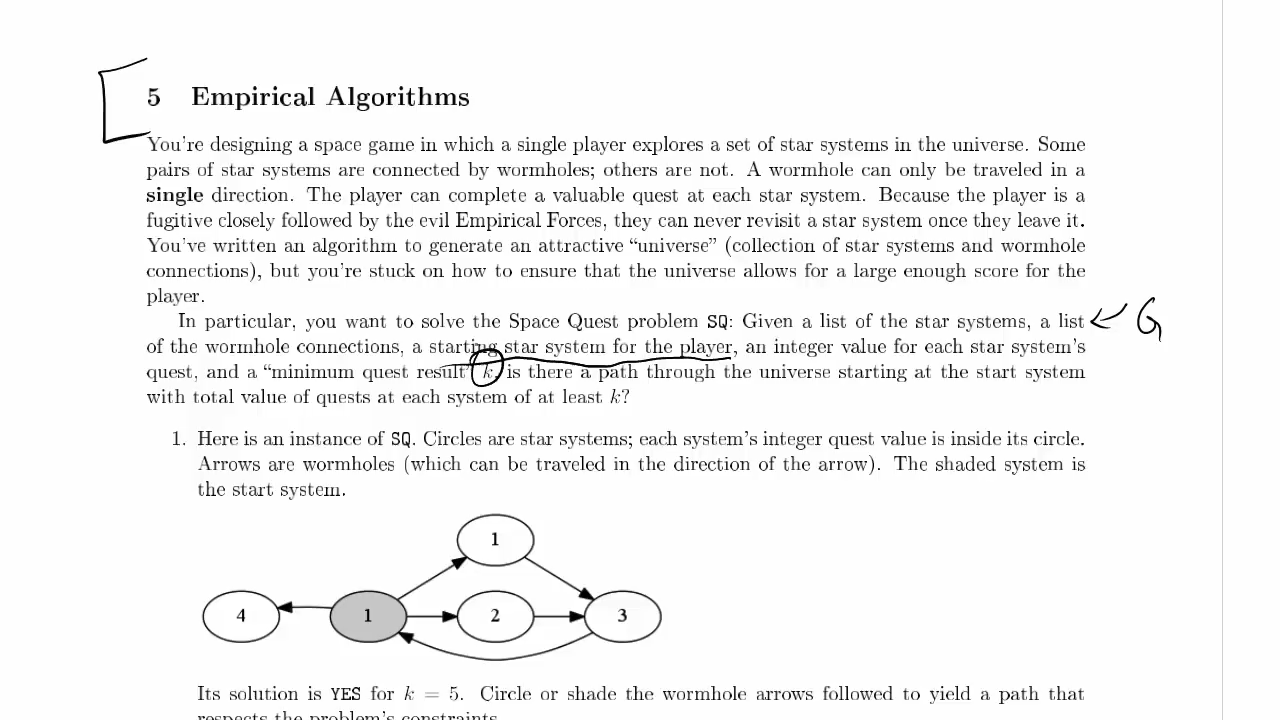 5 Empirical Algorithms
You're designing a space game in which a single player explores a set of star systems in the universe. Some
pairs of star systems are connected by wormholes; others are not. A wormhole can only be traveled in a
single direction. The player can complete a valuable quest at each star system. Because the player is a
fugitive closely followed by the evil Empirical Forces, they can never revisit a star system once they leave it.
You've written an algorithm to generate an attractive “universe” (collection of star systems and wormhole
connections), but you're stuck on how to ensure that the universe allows for a large enough score for the
player.
In particular, you want to solve the Space Quest problem SQ: Given a list of the star systems, a list
G
of the wormhole connections, a starting star system for the player, an integer value for each star system's
quest, and a “minimum quest result” k, is there a path through the universe starting at the start system
with total value of quests at each system of at least k?
1. Here is an instance of SQ. Circles are star systems; each system's integer quest value is inside its circle.
Arrows are wormholes (which can be traveled in the direction of the arrow). The shaded system is
the start system.
1
4 1 2 3
Its solution is YES for k = 5. Circle or shade the wormhole arrows followed to yield a path that
respects the problem's constraints.